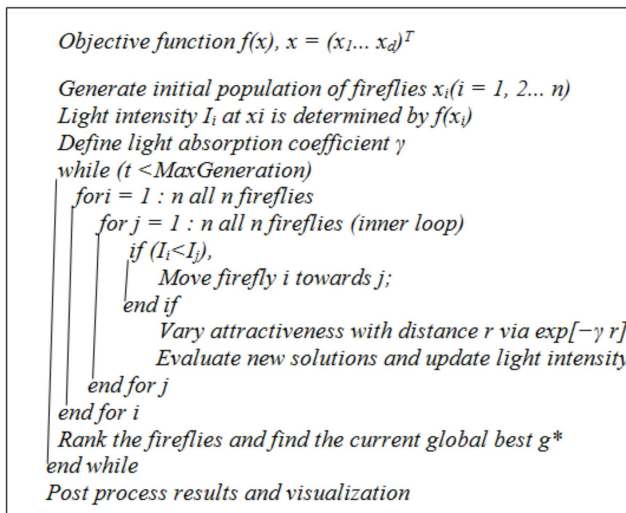 Objective function f(x), x = (x1... xd)T
Generate initial population of fireflies xi(i = 1, 2... n)
Light intensity Ii at xi is determined by f(xi)
Define light absorption coefficient γ
while (t <MaxGeneration)
fori = 1 : n all n fireflies
for j = 1 : n all n fireflies (inner loop)
if (Ii<Ij),
Move firefly i towards j;
end if
Vary attractiveness with distance r via exp[−γ r]
Evaluate new solutions and update light intensity
end for j
end for i
Rank the fireflies and find the current global best g*
end while
Post process results and visualization